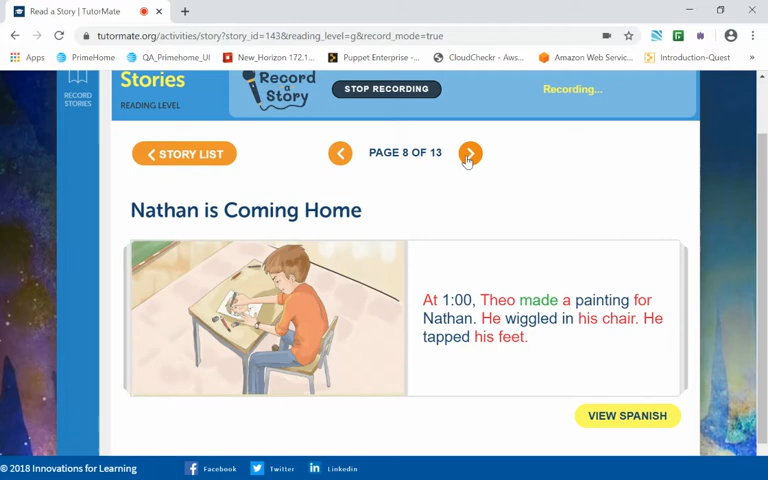 Read a Story | TutorMate
tutormate.org/activities/story?story_id=143&reading_level=g&record_mode=true
Apps
PrimeHome
QA_Primehome_UI
New_Horizon 172.1...
Puppet Enterprise -...
CloudCheckr - Aws...
Amazon Web Servic...
Introduction-Quest
»
RECORD
STORIES
Stories
READING LEVEL
Record
a
Story
STOP RECORDING
Recording...
STORY LIST
PAGE 8 OF 13
Nathan is Coming Home
At 1:00, Theo made a painting for
Nathan. He wiggled in his chair. He
tapped his feet.
VIEW SPANISH
© 2018 Innovations for Learning
Facebook
Twitter
Linkedin